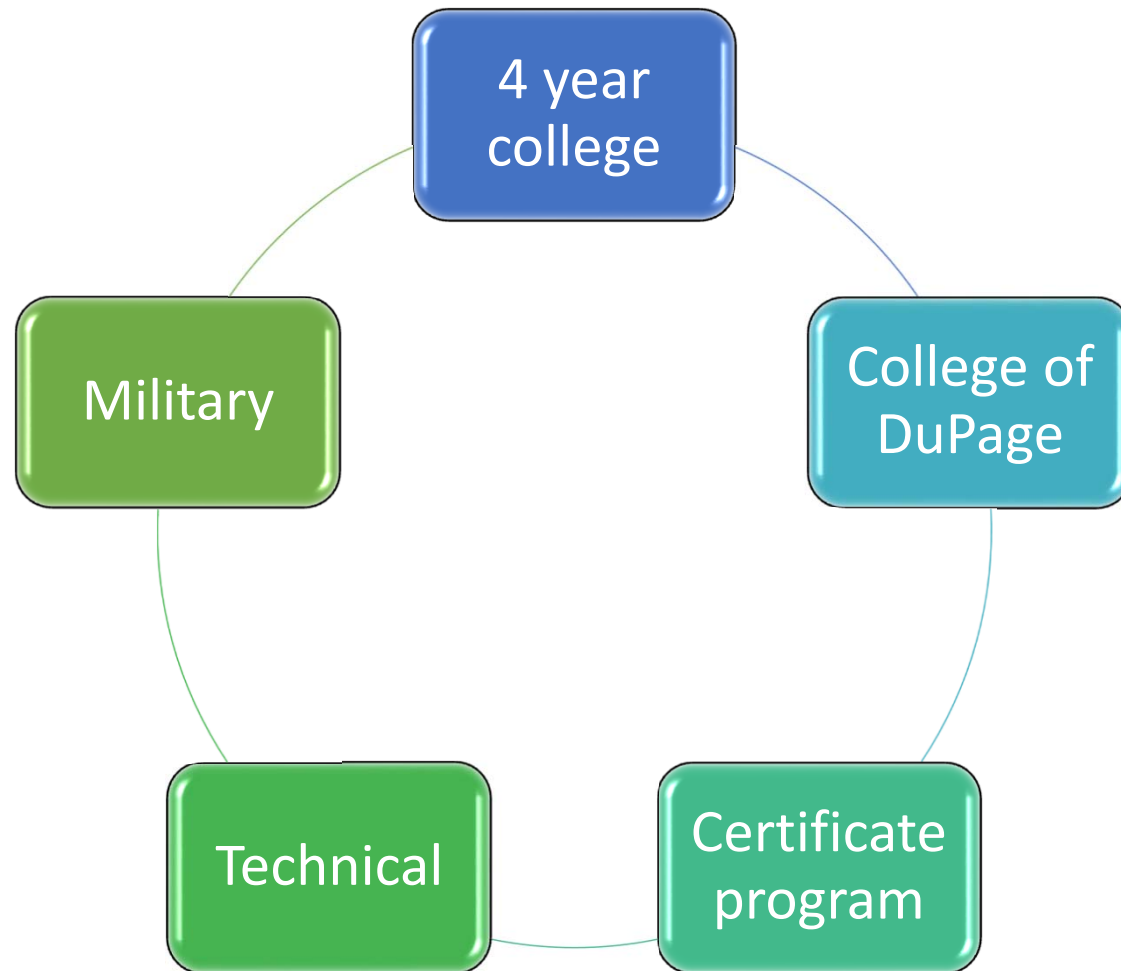 4 year
college
College of
DuPage
Certificate
program
Technical
Military